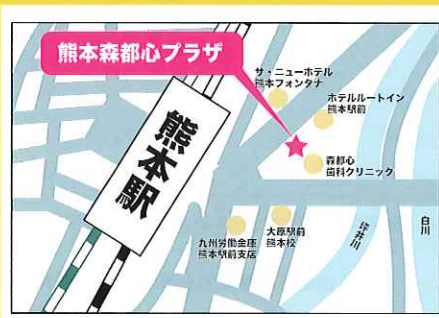 熊本森都心プラザ
ザ・ニューホテル
熊本フォンタナ
ホテルルートイン
熊本駅前
森都心
歯科クリニック
熊本駅
大原駅前
熊本校
九州労働金庫
熊本駅前支店
坪井川
白川